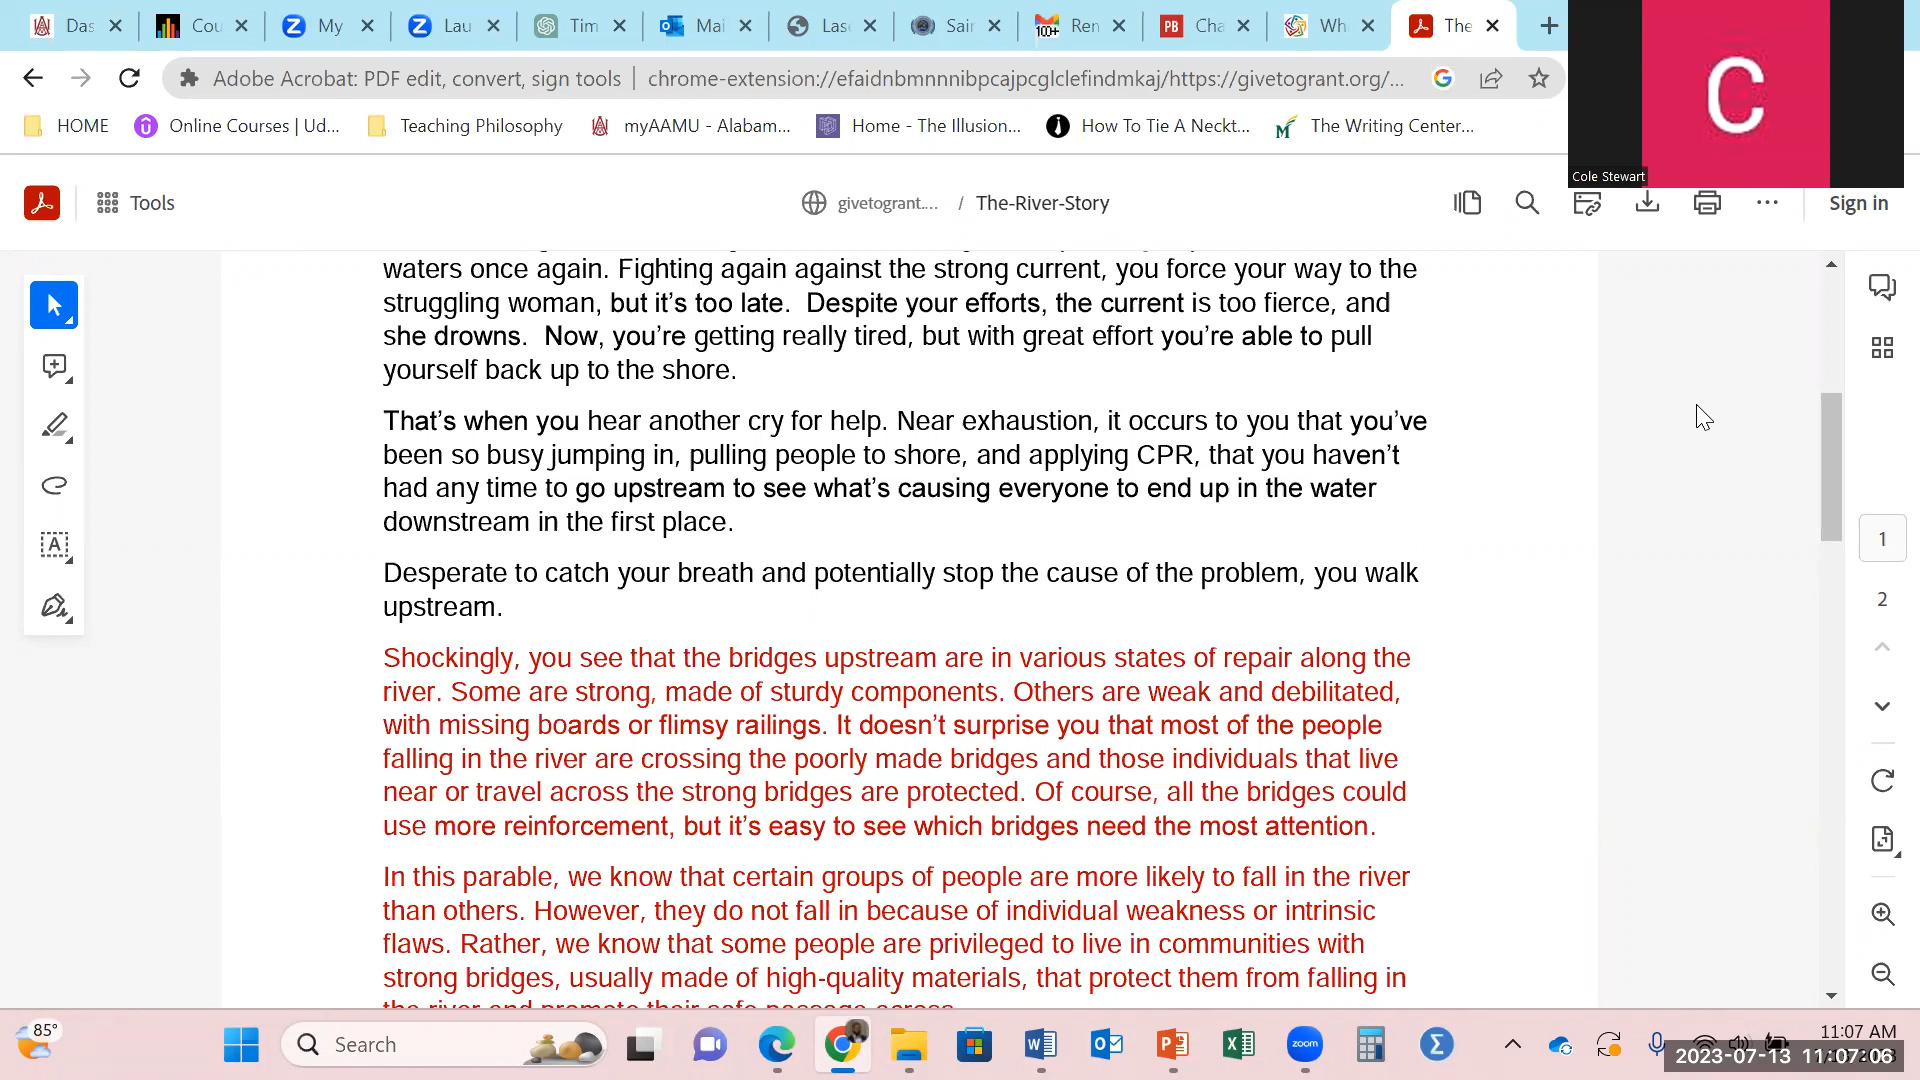 Das
Cou
My
Lau
Tim
Mai
Lase
Sair
100+ Ren
PB Cha
Wh
The
Adobe Acrobat: PDF edit, convert, sign tools
chrome-extension://efaidnbmnnnibpcajpcglclefindmkaj/https://givetogrant.org/...
HOME
Online Courses | Ud...
Teaching Philosophy
myAAMU - Alabam...
Home - The Illusion...
How To Tie A Neckt...
The Writing Center...
C
Cole Stewart
Tools
givetogrant.... / The-River-Story
Sign in
waters once again. Fighting again against the strong current, you force your way to the
struggling woman, but it’s too late.  Despite your efforts, the current is too fierce, and
she drowns.  Now, you’re getting really tired, but with great effort you’re able to pull
yourself back up to the shore.
That’s when you hear another cry for help. Near exhaustion, it occurs to you that you’ve
been so busy jumping in, pulling people to shore, and applying CPR, that you haven’t
had any time to go upstream to see what’s causing everyone to end up in the water
downstream in the first place.
Desperate to catch your breath and potentially stop the cause of the problem, you walk
upstream.
Shockingly, you see that the bridges upstream are in various states of repair along the
river. Some are strong, made of sturdy components. Others are weak and debilitated,
with missing boards or flimsy railings. It doesn’t surprise you that most of the people
falling in the river are crossing the poorly made bridges and those individuals that live
near or travel across the strong bridges are protected. Of course, all the bridges could
use more reinforcement, but it’s easy to see which bridges need the most attention.
In this parable, we know that certain groups of people are more likely to fall in the river
than others. However, they do not fall in because of individual weakness or intrinsic
flaws. Rather, we know that some people are privileged to live in communities with
strong bridges, usually made of high-quality materials, that protect them from falling in
the river and promote their safe passage across.
1
2
85°
Search
zoom
11:07 AM
2023-07-13 11:07:06